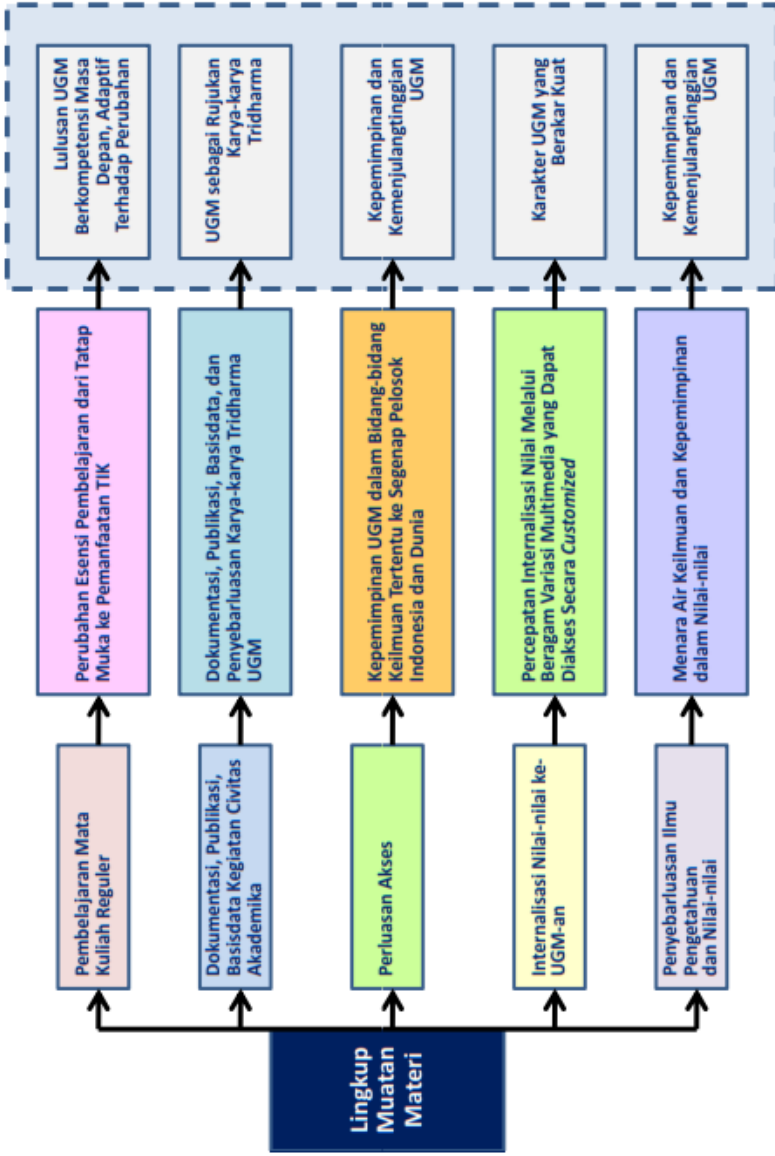 Lingkup
Muatan
Materi
Pembelajaran Mata
Kuliah Reguler
Perubahan Esensi Pembelajaran dari Tatap
Muka ke Pemanfaatan TIK
Lulusan UGM
Berkompetensi Masa
Depan, Adaptif
Terhadap Perubahan
Dokumentasi, Publikasi,
Basisdata Kegiatan Civitas
Akademika
Dokumentasi, Publikasi, Basisdata, dan
Penyebarluasan Karya-karya Tridharma
UGM
UGM sebagai Rujukan
Karya-karya
Tridharma
Perluasan Akses
Kepemimpinan UGM dalam Bidang-bidang
Keilmuan Tertentu ke Segenap Pelosok
Indonesia dan Dunia
Kepemimpinan dan
Kemenjulangtinggian
UGM
Internalisasi Nilai-nilai ke-
UGM-an
Percepatan Internalisasi Nilai Melalui
Beragam Variasi Multimedia yang Dapat
Diakses Secara Customized
Karakter UGM yang
Berakar Kuat
Penyebarluasan Ilmu
Pengetahuan
dan Nilai-nilai
Menara Air Keilmuan dan Kepemimpinan
dalam Nilai-nilai
Kepemimpinan dan
Kemenjulangtinggian
UGM